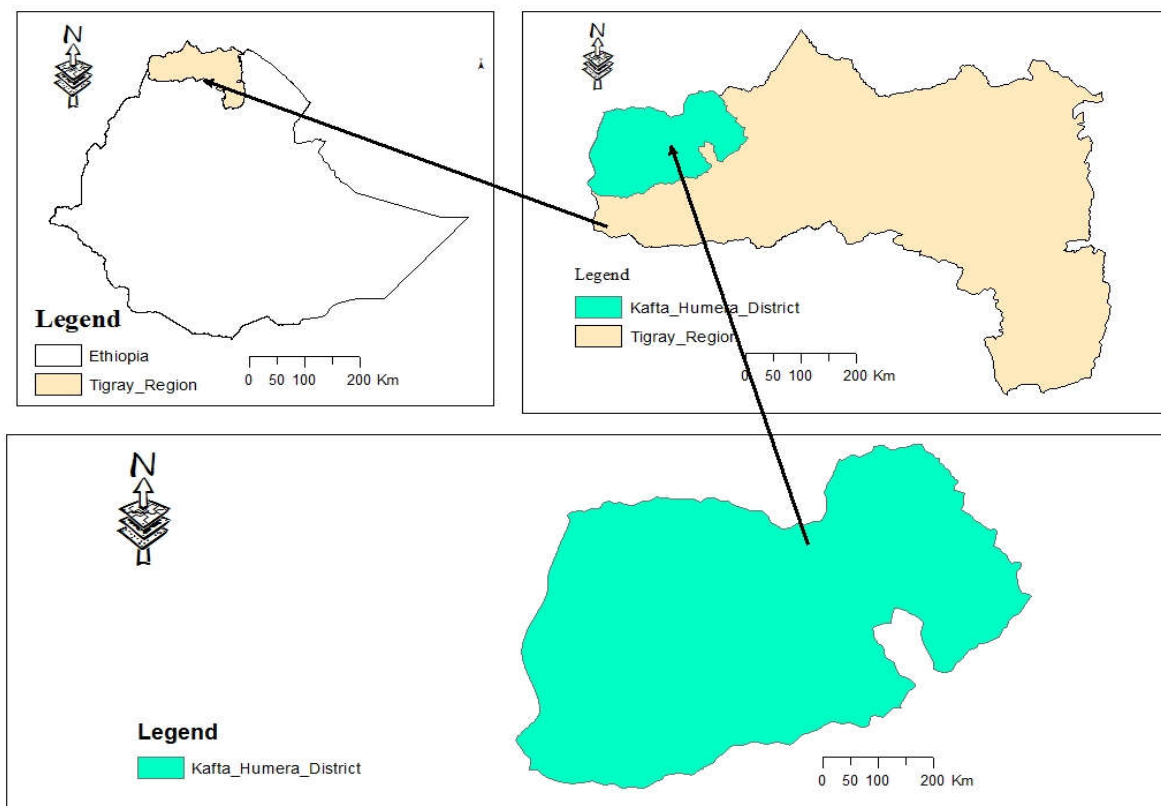 N
Legend
Ethiopia
Tigray_Region
0 50 100 200 Km
N
Legend
Kafta_Humera_District
Tigray_Region
0 50 100 200 Km
N
Legend
Kafta_Humera_District
0 50 100 200 Km